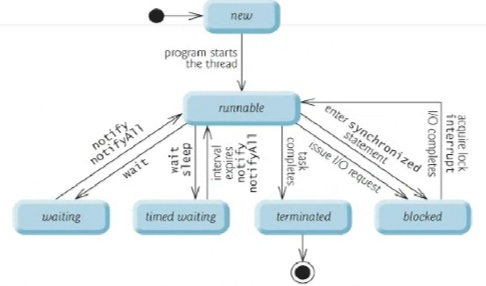 new
program starts
the thread
runnable
notify
notifyAll
wait
wait
sleep
interval
expires
notify
notifyAll
task
completes
enter synchronized
statement
issue I/O request
acquire lock
interrupt
I/O completes
waiting
timed waiting
terminated
blocked